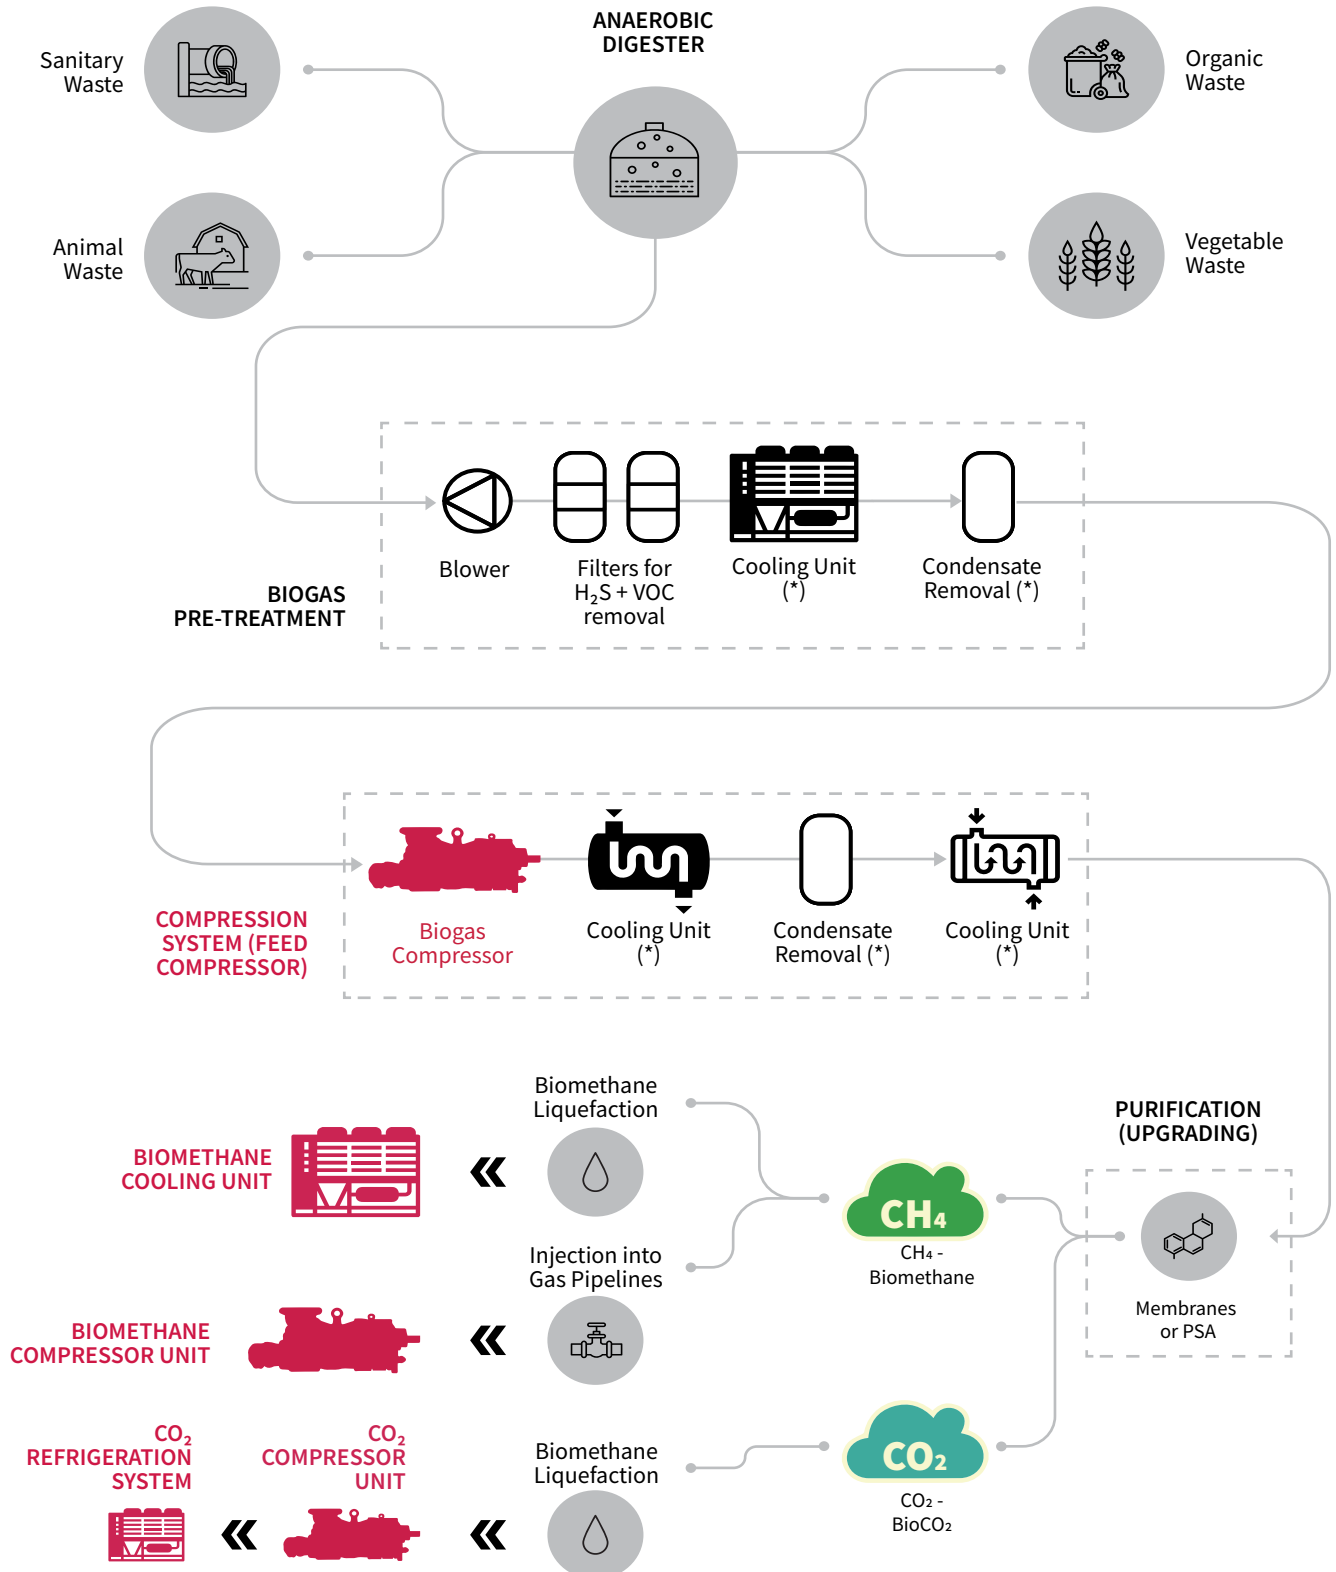 ANAEROBIC
DIGESTER
Sanitary
Waste
Organic
Waste
Animal
Waste
Vegetable
Waste
Blower
Filters for
H₂S + VOC
removal
Cooling Unit
(*)
Condensate
Removal (*)
BIOGAS
PRE-TREATMENT
COMPRESSION
SYSTEM (FEED
COMPRESSOR)
Biogas
Compressor
Cooling Unit
(*)
Condensate
Removal (*)
Cooling Unit
(*)
PURIFICATION
(UPGRADING)
Membranes
or PSA
CH₄
CH₄ -
Biomethane
Biomethane
Liquefaction
BIOMETHANE
COOLING UNIT
Injection into
Gas Pipelines
BIOMETHANE
COMPRESSOR UNIT
CO₂
CO₂ -
BioCO₂
Biomethane
Liquefaction
CO₂
COMPRESSOR
UNIT
CO₂
REFRIGERATION
SYSTEM